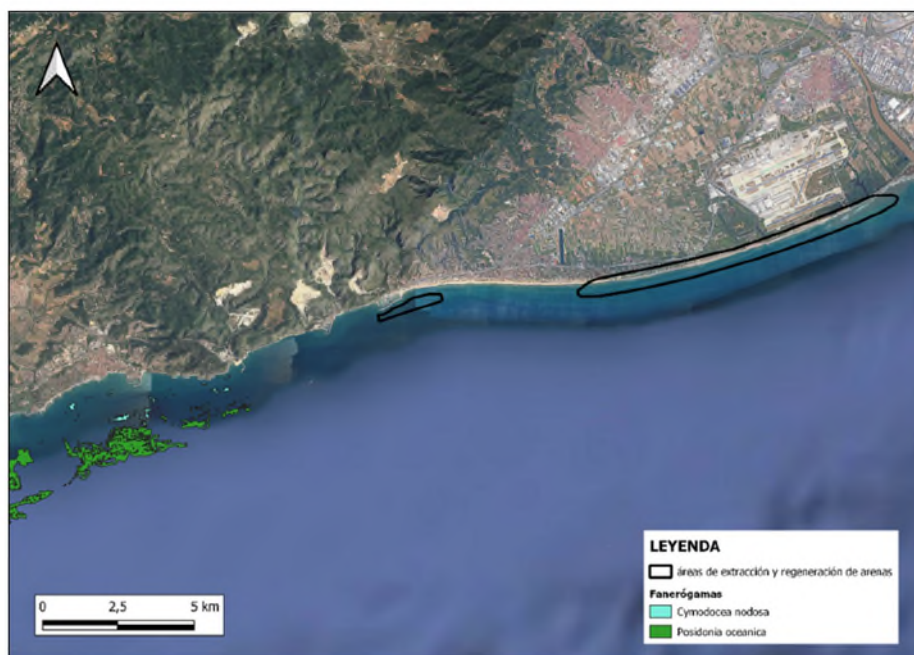 LEYENDA
áreas de extracción y regeneración de arenas
Fanerógamas
Cymodocea nodosa
Posidonia oceanica
0 2,5 5 km